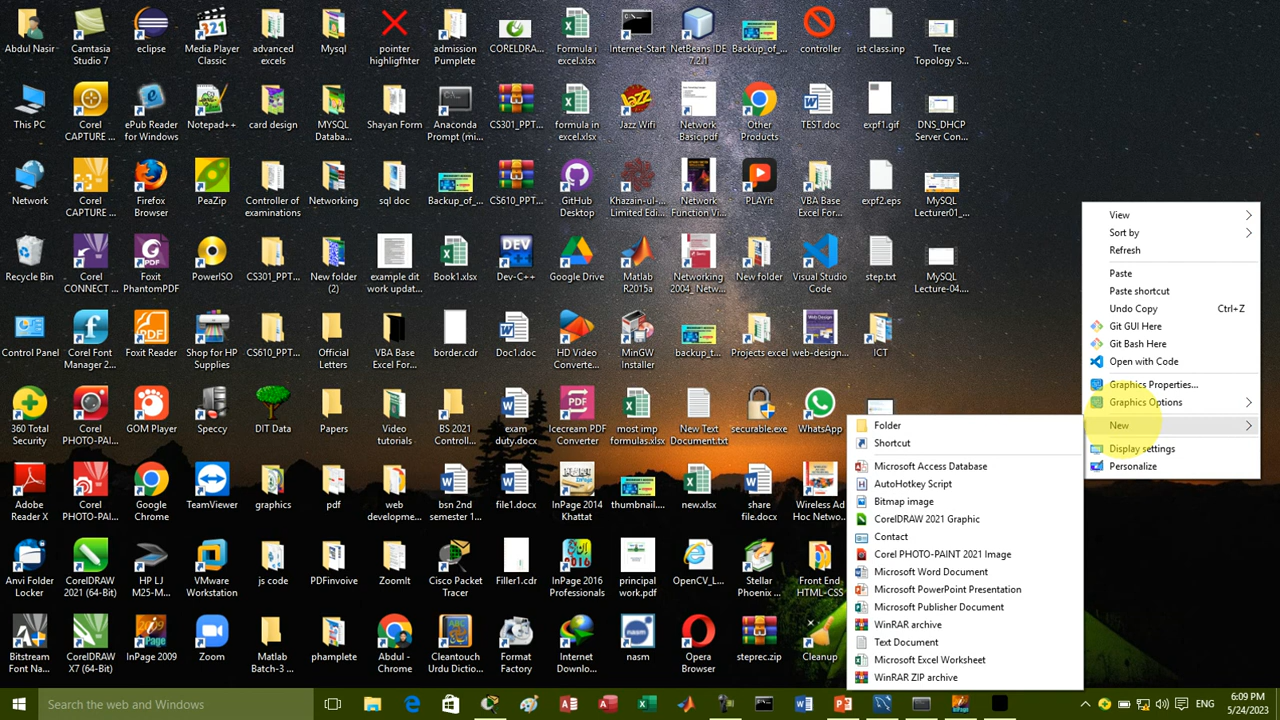 Abdul Nasir
Camtasia
Studio 7
eclipse
Media Player
Classic
advanced
excels
Mysql
pointer
highligfhter
admission
Pumplete
CORELDRA...
Formula i
excel.xlsx
Internet-Start
NetBeans IDE
7.2.1
Backup_of_...
controller
ist class.inp
Tree
Topology S...
This PC
Corel
CAPTURE ...
ePub Reader
for Windows
Notepad++
card design
MYSQL
Databa...
Shayan Form
Anaconda
Prompt (mi...
CS301_PPT...
formula in
excel.xlsx
Jazz Wifi
Network
Basic.pdf
Other
Products
TEST.doc
expf1.gif
DNS_DHCP
Server Con...
Network
Corel
CAPTURE ...
Firefox
Browser
PeaZip
Controller of
examinations
Networking
sql doc
Backup_of_...
CS610_PPT...
GitHub
Desktop
Khazain-ul-...
Limited Edi...
Network
Function Vi...
PLAYit
VBA Base
Excel For...
expf2.eps
MySQL
Lecturer01_...
Recycle Bin
Corel
CONNECT ...
Foxit
PhantomPDF
PowerISO
CS301_PPT...
New folder
(2)
example dit
work updat...
Book1.xlsx
Dev-C++
Google Drive
Matlab
R2015a
Networking
2004_Netw...
New folder
Visual Studio
Code
step.txt
MySQL
Lecture-04...
Control Panel
Corel Font
Manager 2...
Foxit Reader
Shop for HP
Supplies
CS610_PPT...
Official
Letters
VBA Base
Excel For...
border.cdr
Doc1.doc
HD Video
Converte...
MinGW
Installer
backup_t...
Projects excel
web-design...
ICT
360 Total
Security
Corel
PHOTO-PAI...
GOM Player
Speccy
DIT Data
Papers
Video
tutorials
BS 2021
Controll...
exam
duty.docx
Icecream PDF
Converter
most imp
formulas.xlsx
New Text
Document.txt
securable.exe
WhatsApp
Adobe
Reader X
Corel
PHOTO-PAI...
Google
Chrome
TeamViewer
graphics
pdf
web
developme...
bsn 2nd
semester 1...
file1.docx
InPage 2014
Khattat
thumbnail....
new.xlsx
share
file.docx
Wireless Ad
Hoc Netwo...
Anvi Folder
Locker
CorelDRAW
2021 (64-Bit)
HP LJ
M25-M...
VMware
Workstation
js code
PDFinvoive
ZoomIt
Cisco Packet
Tracer
Filler1.cdr
InPage 2016
Professionals
principal
work.pdf
OpenCV_L...
Stellar
Phoenix ...
Front End
HTML-CSS
Bitstream
Font Na...
CorelDRAW
X7 (64-Bit)
InPage 2009
Zoom
Matlab
Batch-3 ...
phamplete
Abdul -
Chrome
Cleantouch
Urdu Dictio...
Format
Factory
Internet
Downlo...
nasm
Opera
Browser
steprec.zip
Cleanup
View
Sort by
Refresh
Paste
Paste shortcut
Undo Copy Ctrl+Z
Git GUI Here
Git Bash Here
Open with Code
Graphics Properties...
Graphics Options
New
Display settings
Personalize
Folder
Shortcut
Microsoft Access Database
AutoHotkey Script
Bitmap image
CorelDRAW 2021 Graphic
Contact
Corel PHOTO-PAINT 2021 Image
Microsoft Word Document
Microsoft PowerPoint Presentation
Microsoft Publisher Document
WinRAR archive
Text Document
Microsoft Excel Worksheet
WinRAR ZIP archive
Search the web and Windows
ENG
6:09 PM
5/24/2023